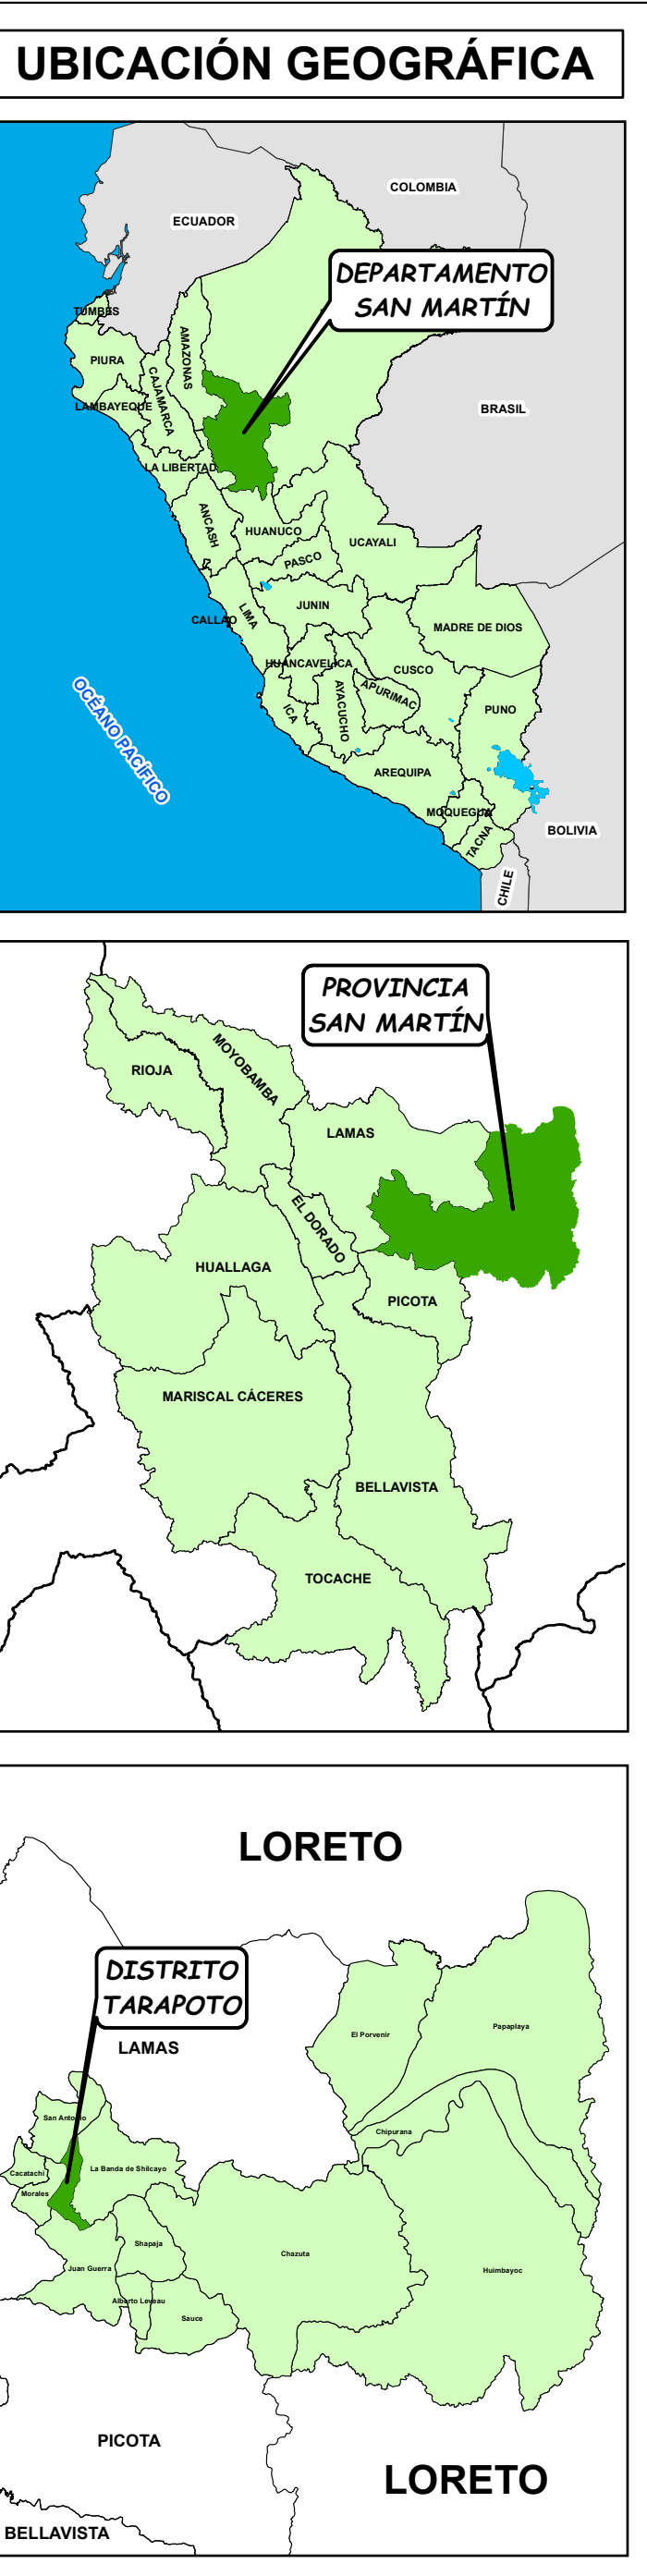 UBICACIÓN GEOGRÁFICA
COLOMBIA
ECUADOR
DEPARTAMENTO
SAN MARTÍN
TUMBES
AMAZONAS
PIURA
CAJAMARCA
LAMBAYEQUE
BRASIL
LA LIBERTAD
ANCASH
HUANUCO
UCAYALI
PASCO
JUNIN
LIMA
CALLAO
MADRE DE DIOS
HUANCAVELICA
CUSCO
APURIMAC
AYACUCHO
ICA
PUNO
OCÉANO PACÍFICO
AREQUIPA
MOQUEGUA
TACNA
BOLIVIA
CHILE
PROVINCIA
SAN MARTÍN
RIOJA
MOYOBAMBA
LAMAS
EL DORADO
HUALLAGA
PICOTA
MARISCAL CÁCERES
BELLAVISTA
TOCACHE
LORETO
DISTRITO
TARAPOTO
El Porvenir
Papaplaya
LAMAS
San Antonio
Chipurana
Cacatachi
La Banda de Shilcayo
Morales
Shapaja
Chazuta
Juan Guerra
Huimbayoc
Alberto Leveau
Sauce
PICOTA
LORETO
BELLAVISTA